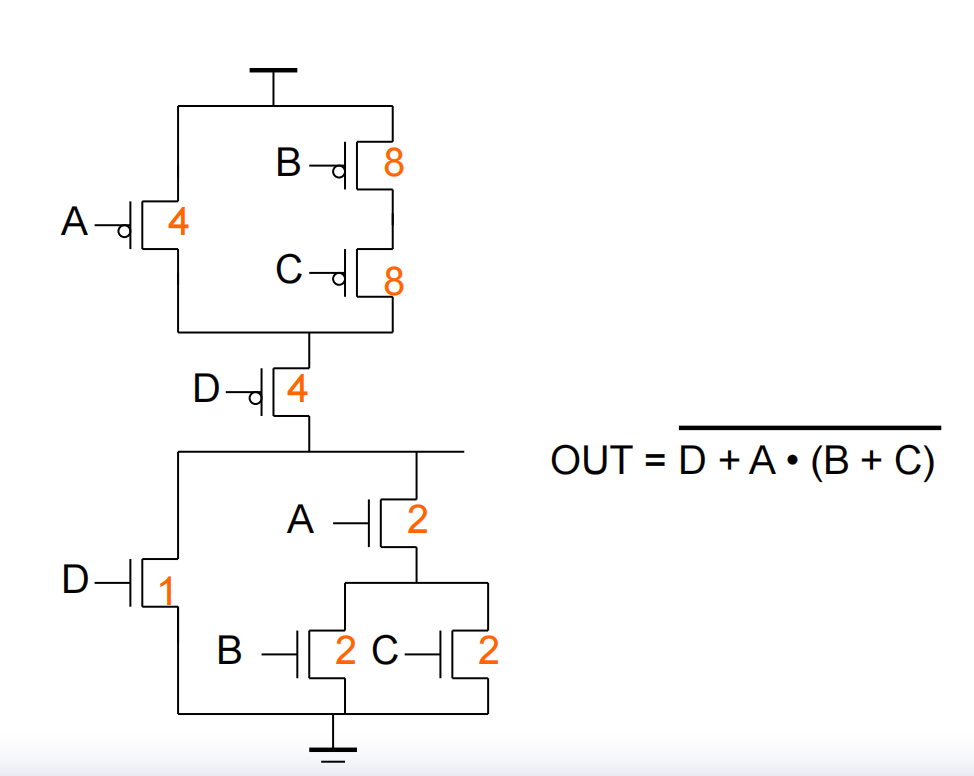 B 8
A 4
C 8
D 4
OUT = D + A • (B + C)
A 2
D 1
B 2 C 2